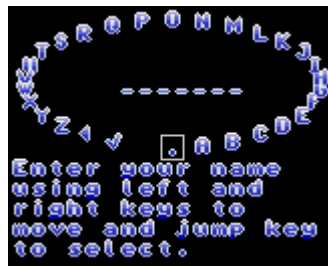 U T S R Q P O N M L K J I H
-------
V W X Y Z . A B C D E F G
Enter your name
using left and
right keys to
move and jump key
to select.